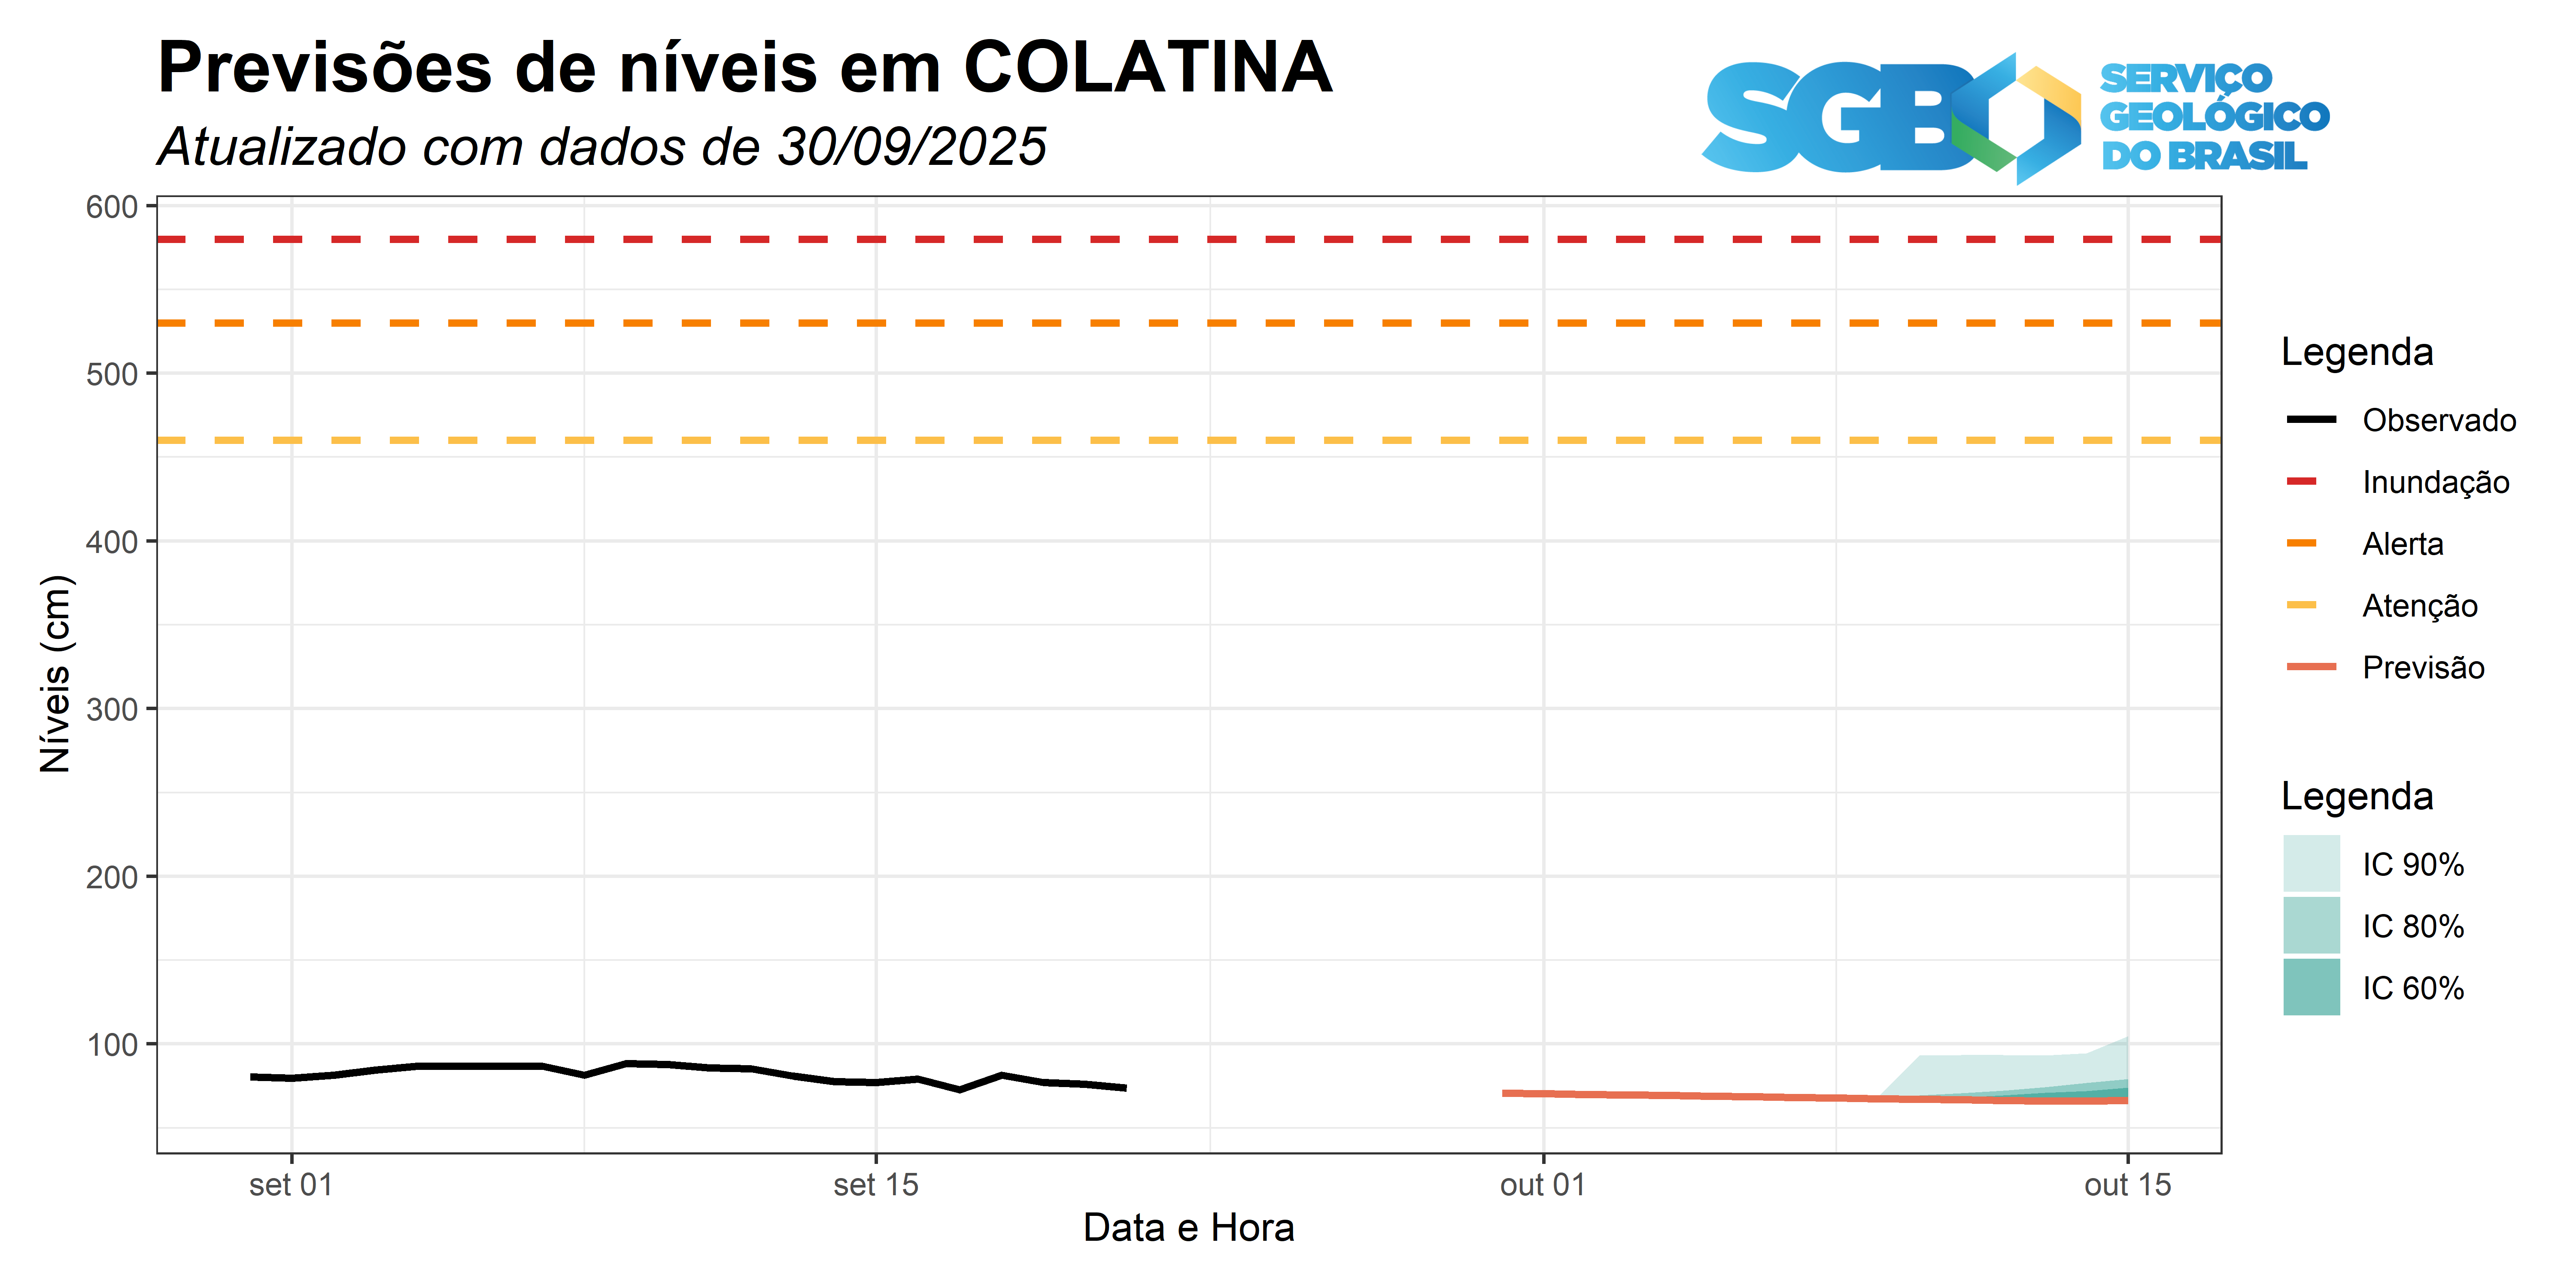 Previsões de níveis em COLATINA
Atualizado com dados de 30/09/2025
SGB
SERVIÇO
GEOLÓGICO
DO BRASIL
600
500
400
300
200
100
Níveis (cm)
set 01
set 15
out 01
out 15
Data e Hora
Legenda
Observado
Inundação
Alerta
Atenção
Previsão
Legenda
IC 90%
IC 80%
IC 60%